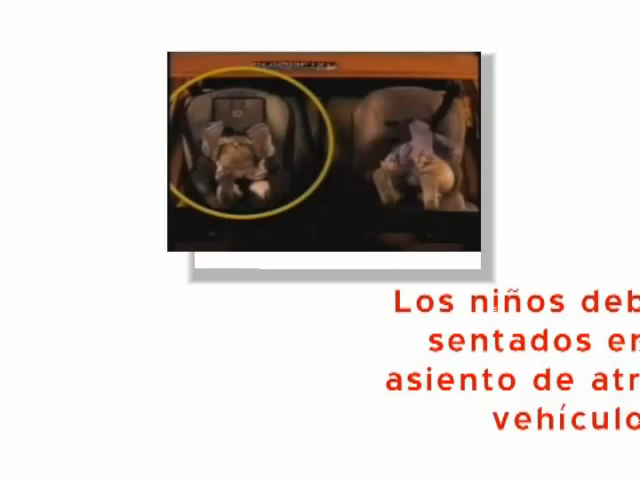 Los niños deb
sentados en
asiento de atr
vehículo